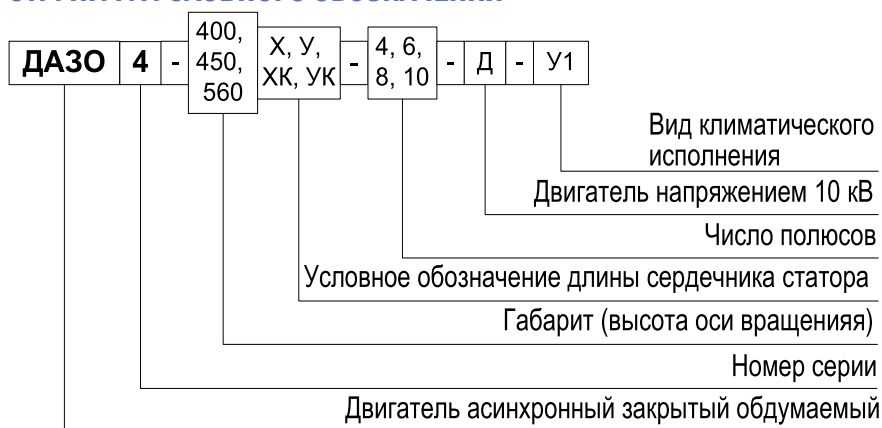 400,
ДАЗО 4 - 450, Х, У, - 4, 6, - Д - У1
560 ХК, УК 8, 10
Вид климатического
исполнения
Двигатель напряжением 10 кВ
Число полюсов
Условное обозначение длины сердечника статора
Габарит (высота оси вращенияя)
Номер серии
Двигатель асинхронный закрытый обдумаемый